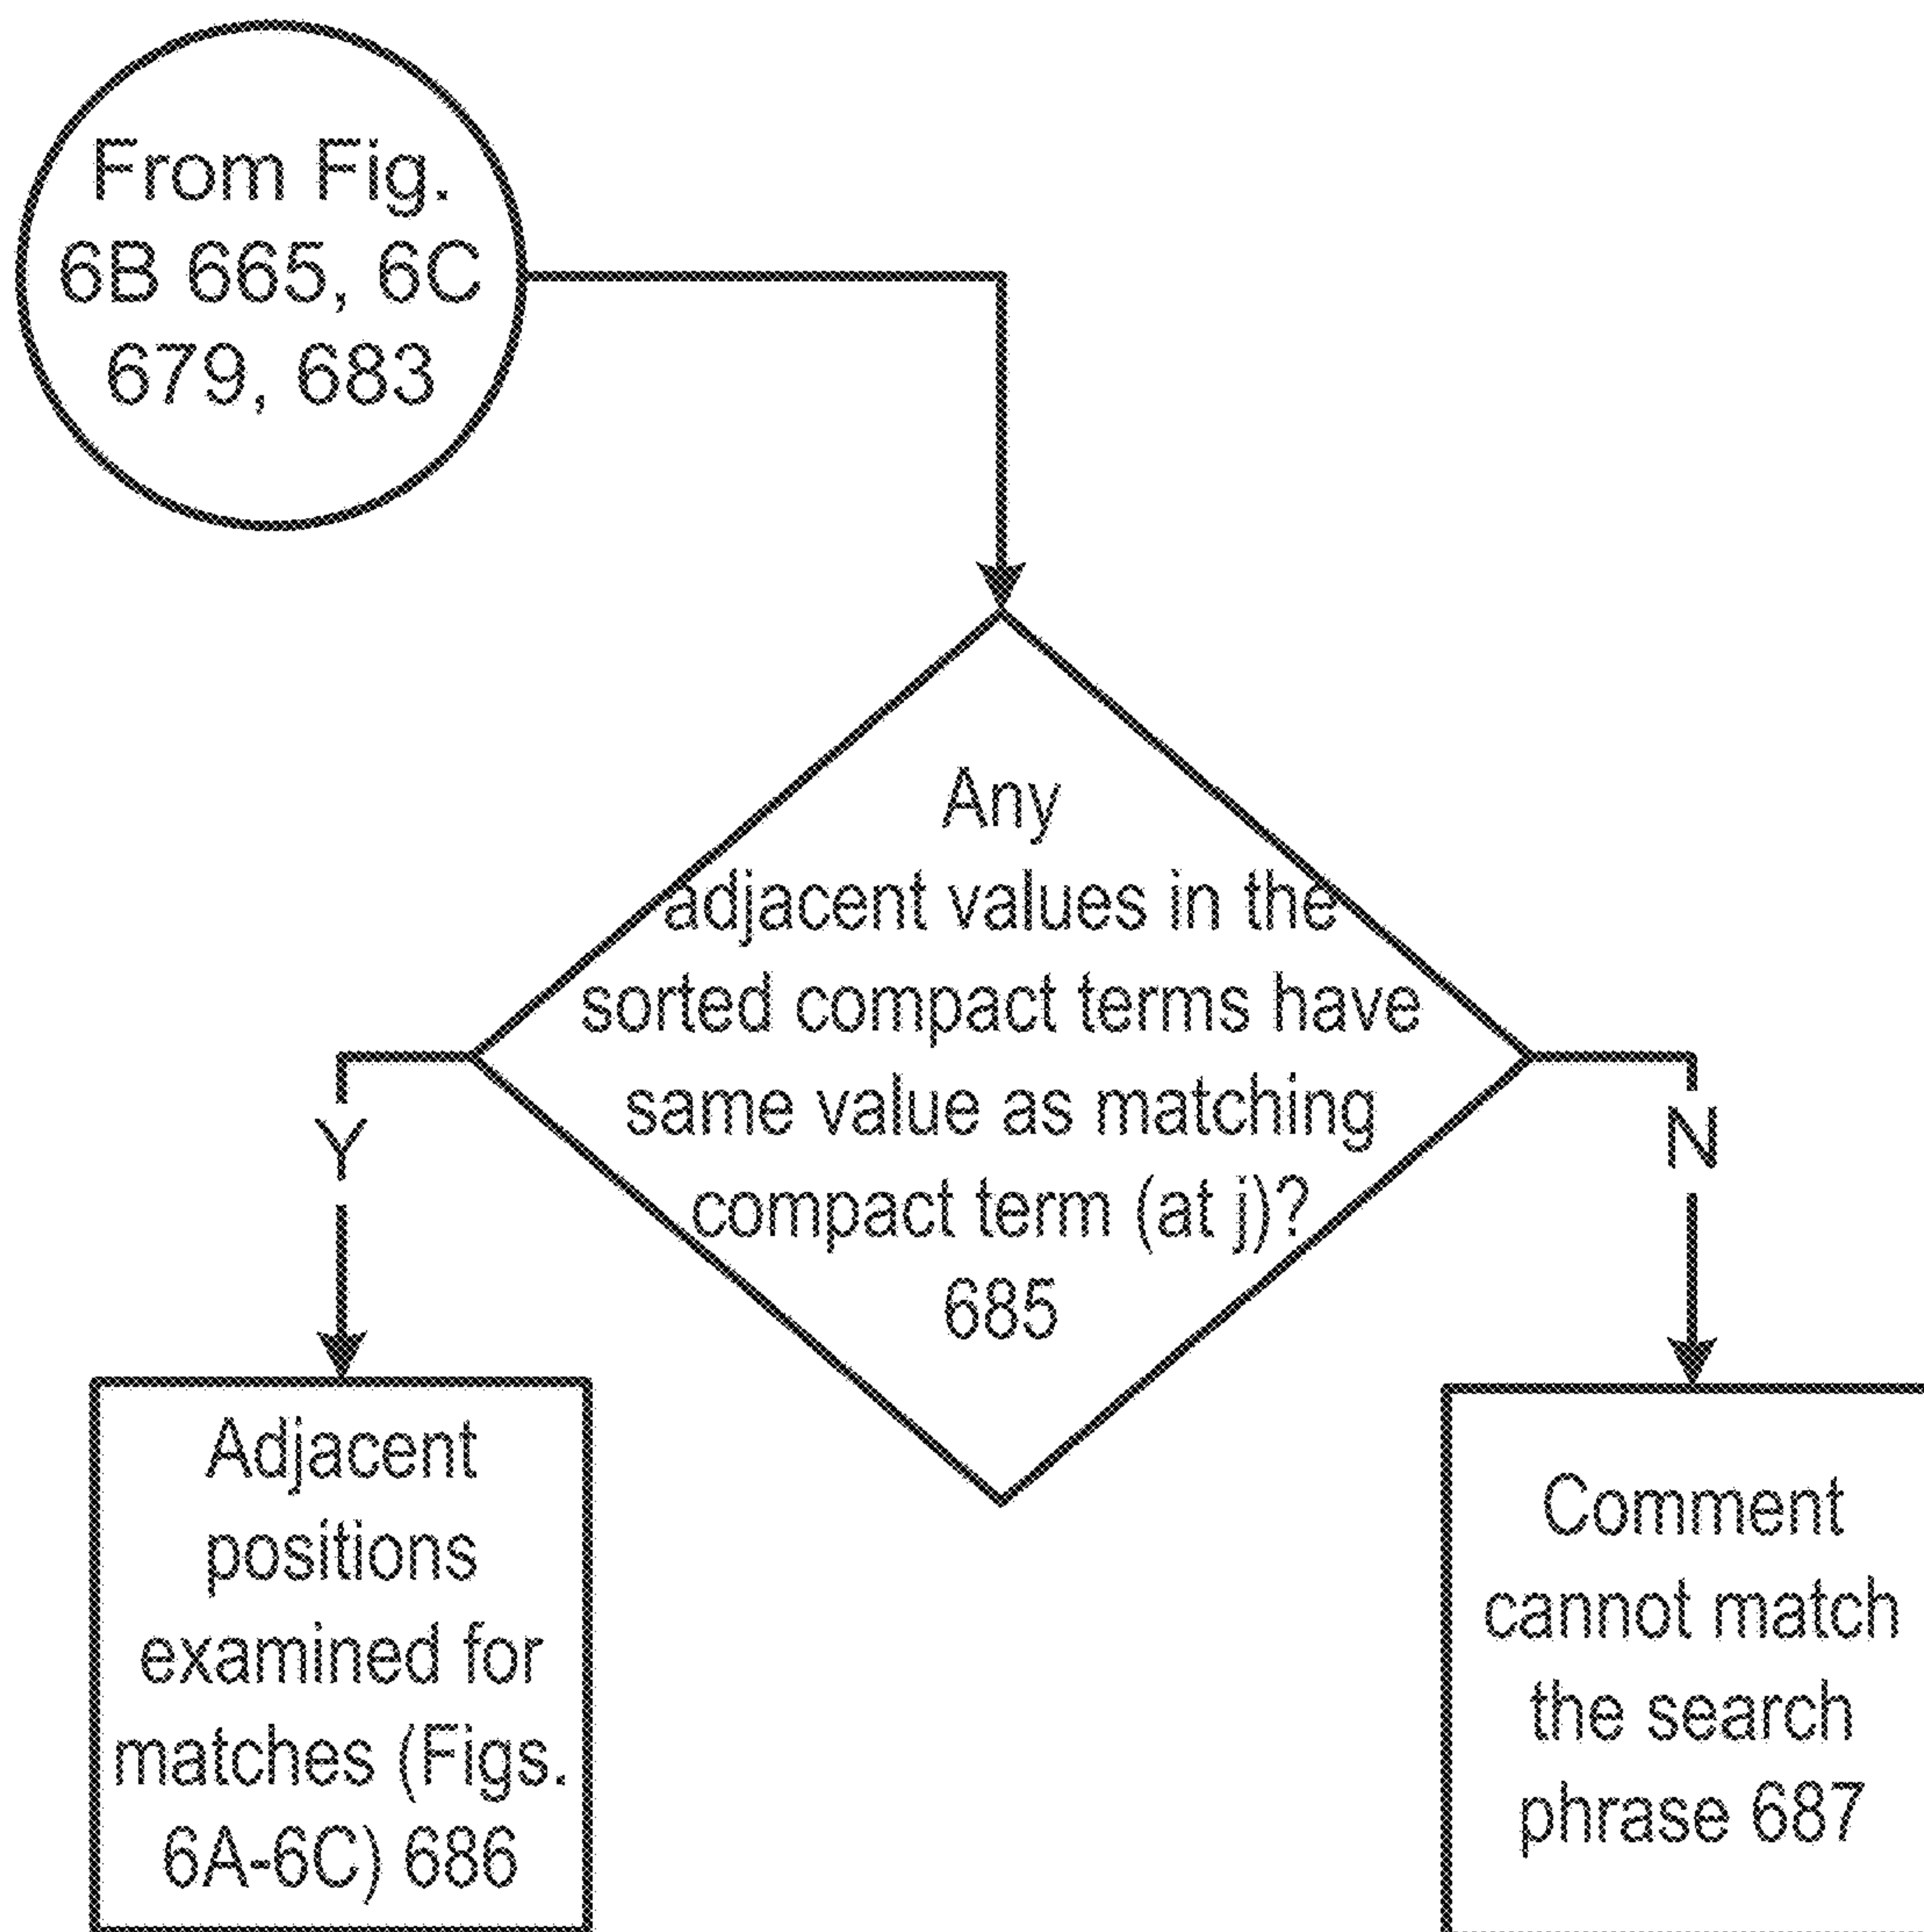 From Fig.
6B 665, 6C
679, 683
Any
adjacent values in the
sorted compact terms have
same value as matching
compact term (at j)?
685
Y
N
Adjacent
positions
examined for
matches (Figs.
6A-6C) 686
Comment
cannot match
the search
phrase 687